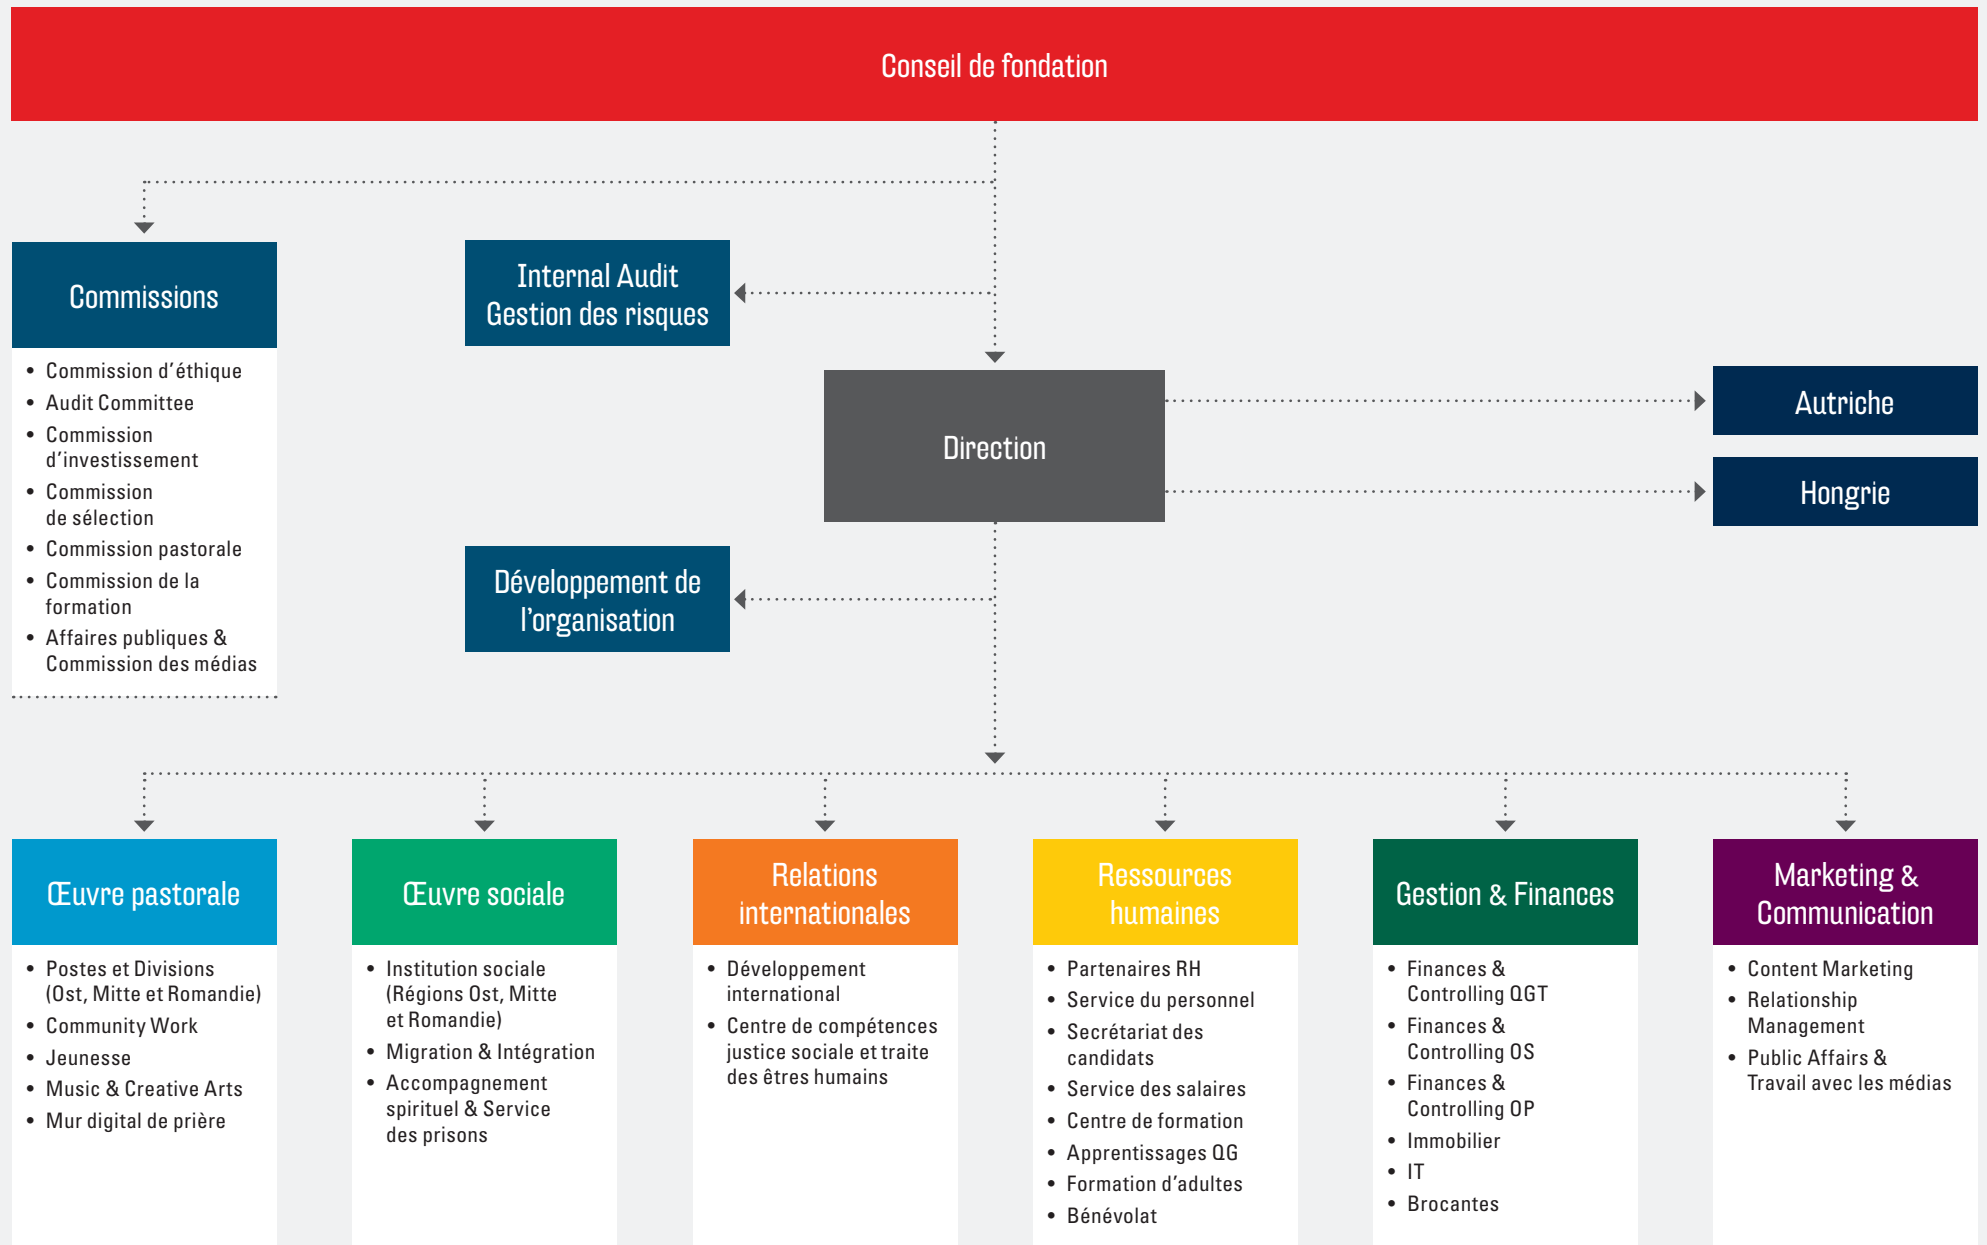 Conseil de fondation
Commissions
• Commission d'éthique
• Audit Committee
• Commission
d'investissement
• Commission
de sélection
• Commission pastorale
• Commission de la
formation
• Affaires publiques &
Commission des médias
Internal Audit
Gestion des risques
Direction
Autriche
Hongrie
Développement de
l'organisation
Œuvre pastorale
• Postes et Divisions
(Ost, Mitte et Romandie)
• Community Work
• Jeunesse
• Music & Creative Arts
• Mur digital de prière
Œuvre sociale
• Institution sociale
(Régions Ost, Mitte
et Romandie)
• Migration & Intégration
• Accompagnement
spirituel & Service
des prisons
Relations
internationales
• Développement
international
• Centre de compétences
justice sociale et traite
des êtres humains
Ressources
humaines
• Partenaires RH
• Service du personnel
• Secrétariat des
candidats
• Service des salaires
• Centre de formation
• Apprentissages QG
• Formation d'adultes
• Bénévolat
Gestion & Finances
• Finances &
Controlling QGT
• Finances &
Controlling OS
• Finances &
Controlling OP
• Immobilier
• IT
• Brocantes
Marketing &
Communication
• Content Marketing
• Relationship
Management
• Public Affairs &
Travail avec les médias